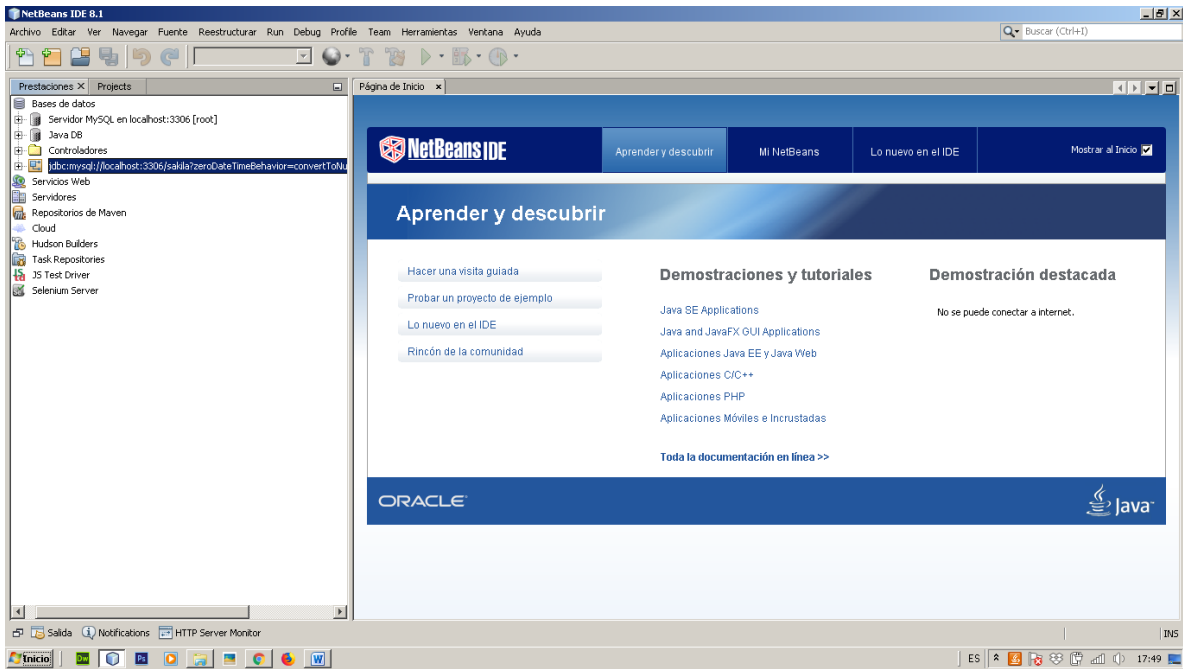 NetBeans IDE 8.1
Archivo Editar Ver Navegar Fuente Reestructurar Run Debug Profile Team Herramientas Ventana Ayuda
Buscar (Ctrl+I)
Prestaciones Projects
Página de Inicio
Bases de datos
Servidor MySQL en localhost:3306 [root]
Java DB
Controladores
jdbc:mysql://localhost:3306/sakila?zeroDateTimeBehavior=convertToNu
Servicios Web
Servidores
Repositorios de Maven
Cloud
Hudson Builders
Task Repositories
JS Test Driver
Selenium Server
NetBeans IDE
Aprender y descubrir
Mi NetBeans
Lo nuevo en el IDE
Mostrar al Inicio
Aprender y descubrir
Hacer una visita guiada
Probar un proyecto de ejemplo
Lo nuevo en el IDE
Rincón de la comunidad
Demostraciones y tutoriales
Java SE Applications
Java and JavaFX GUI Applications
Aplicaciones Java EE y Java Web
Aplicaciones C/C++
Aplicaciones PHP
Aplicaciones Móviles e Incrustadas
Toda la documentación en línea >>
Demostración destacada
No se puede conectar a internet.
ORACLE
Java
Salida Notifications HTTP Server Monitor
INS
Inicio
Dw
Ps
W
ES
17:49